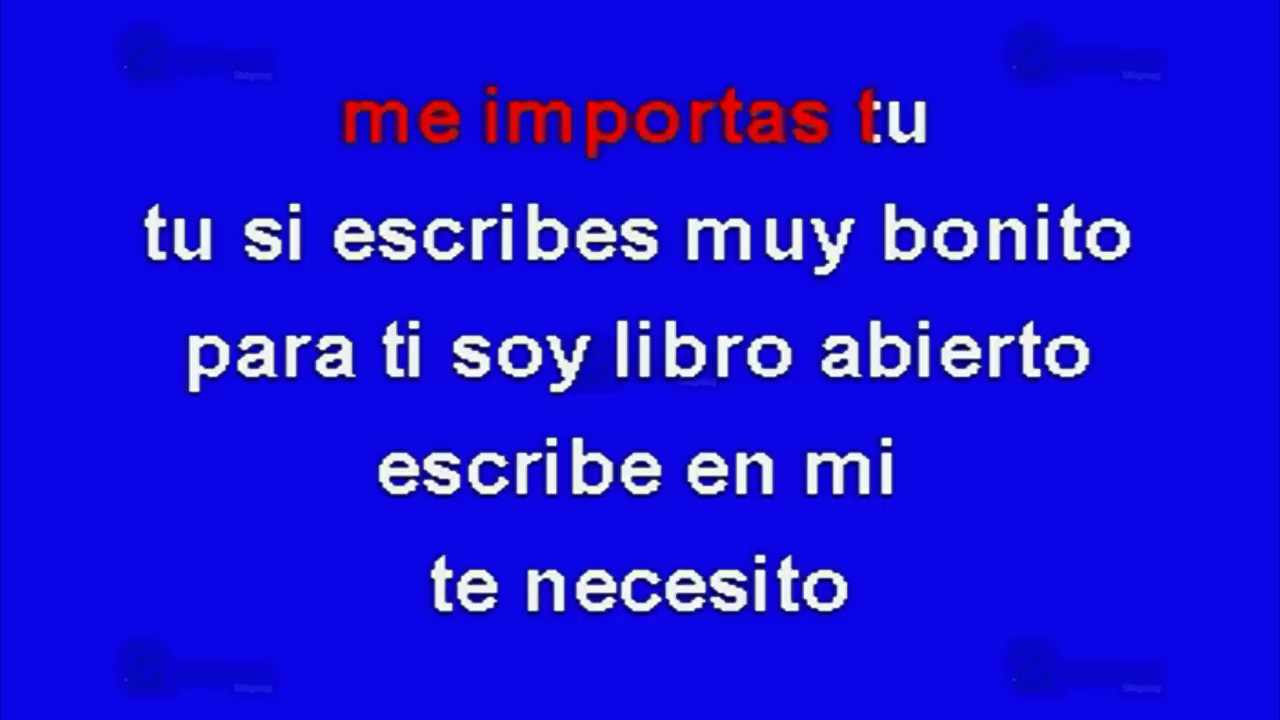 me importas tu
tu si escribes muy bonito
para ti soy libro abierto
escribe en mi
te necesito